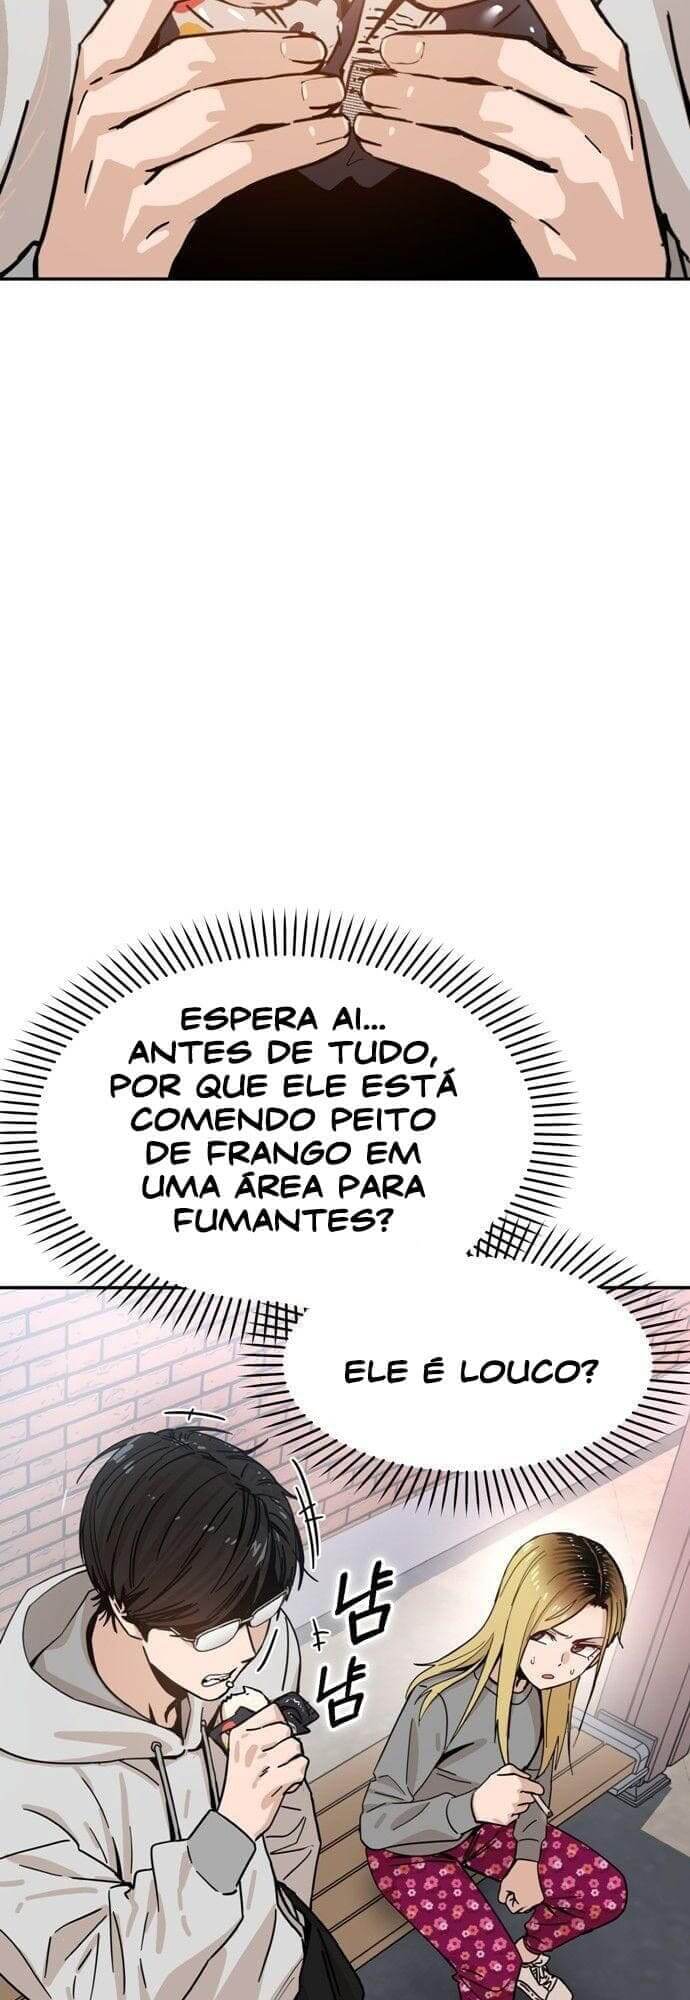 ESPERA AI...
ANTES DE TUDO,
POR QUE ELE ESTÁ
COMENDO PEITO
DE FRANGO EM
UMA ÁREA PARA
FUMANTES?
ELE É LOUCO?
냠
냠